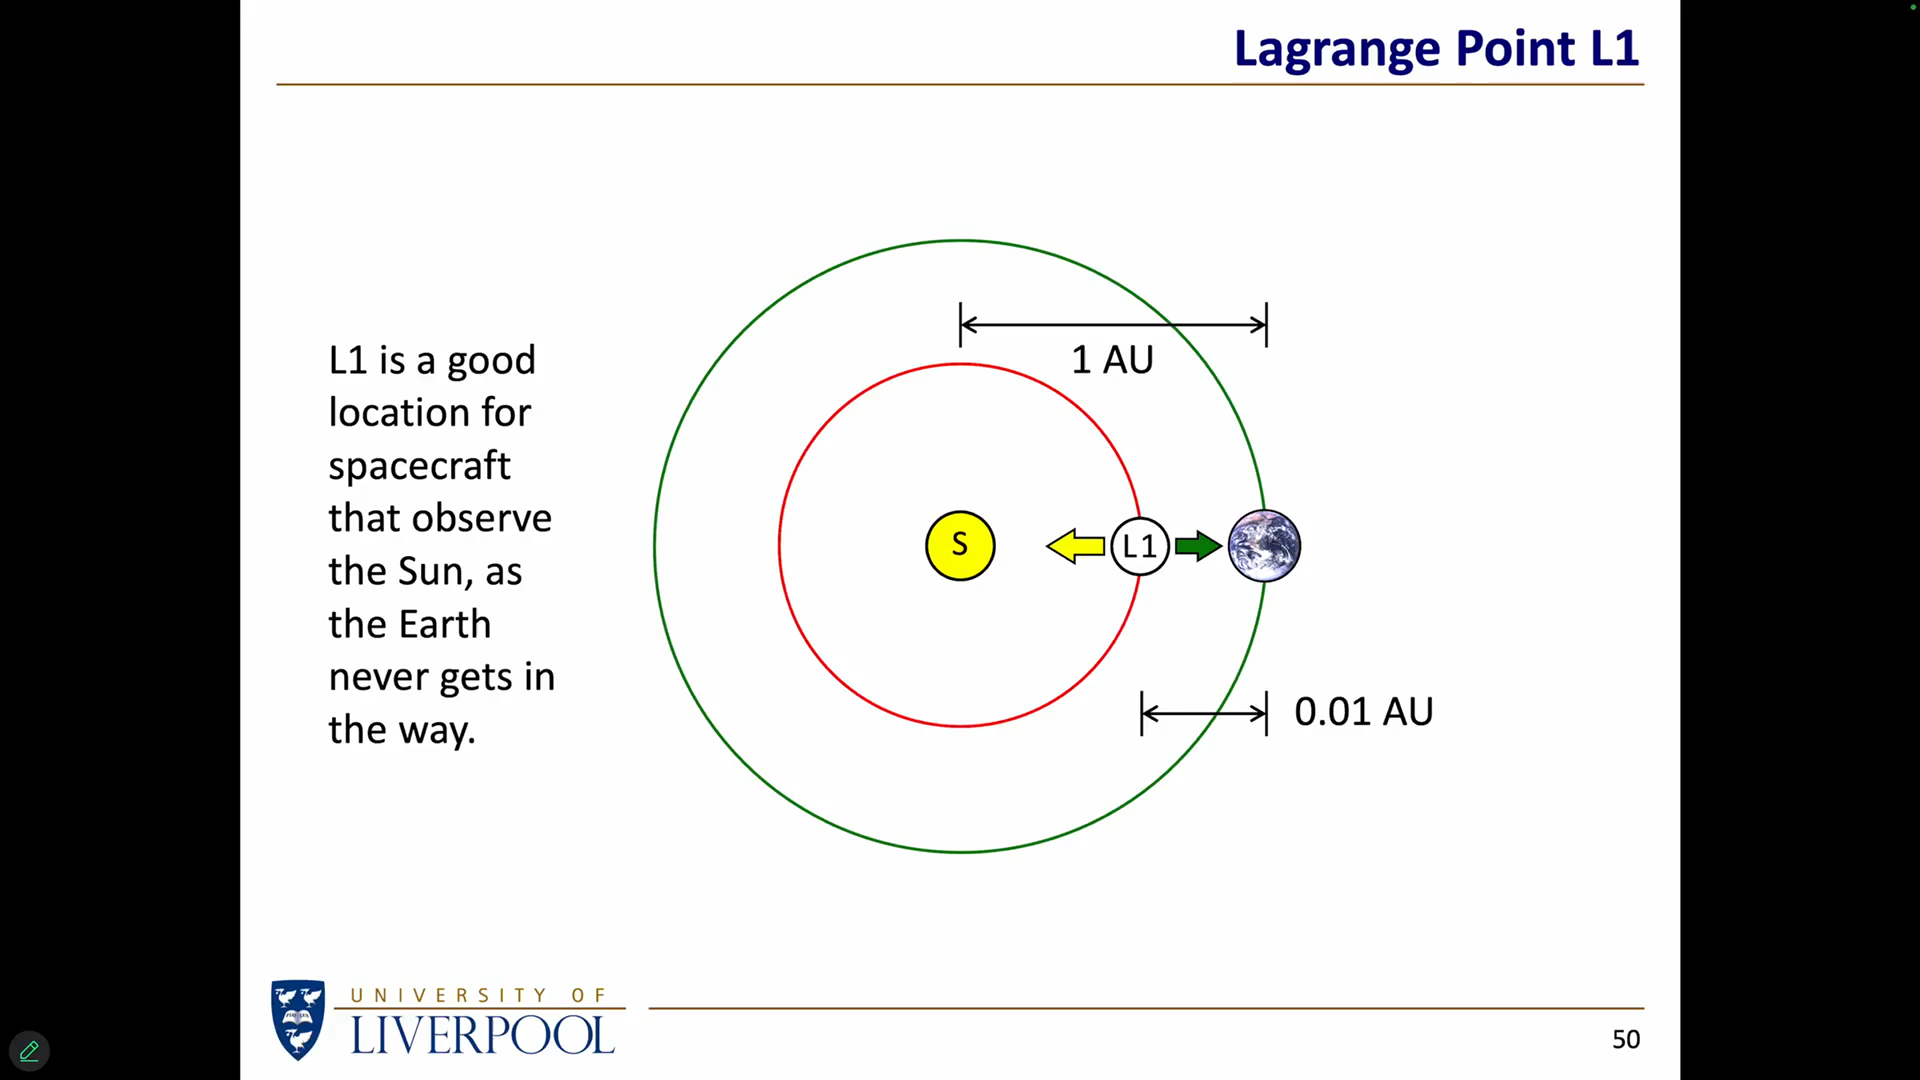 Lagrange Point L1
1 AU
L1 is a good
location for
spacecraft
that observe
the Sun, as
the Earth
never gets in
the way.
S
L1
0.01 AU
UNIVERSITY OF
LIVERPOOL
50